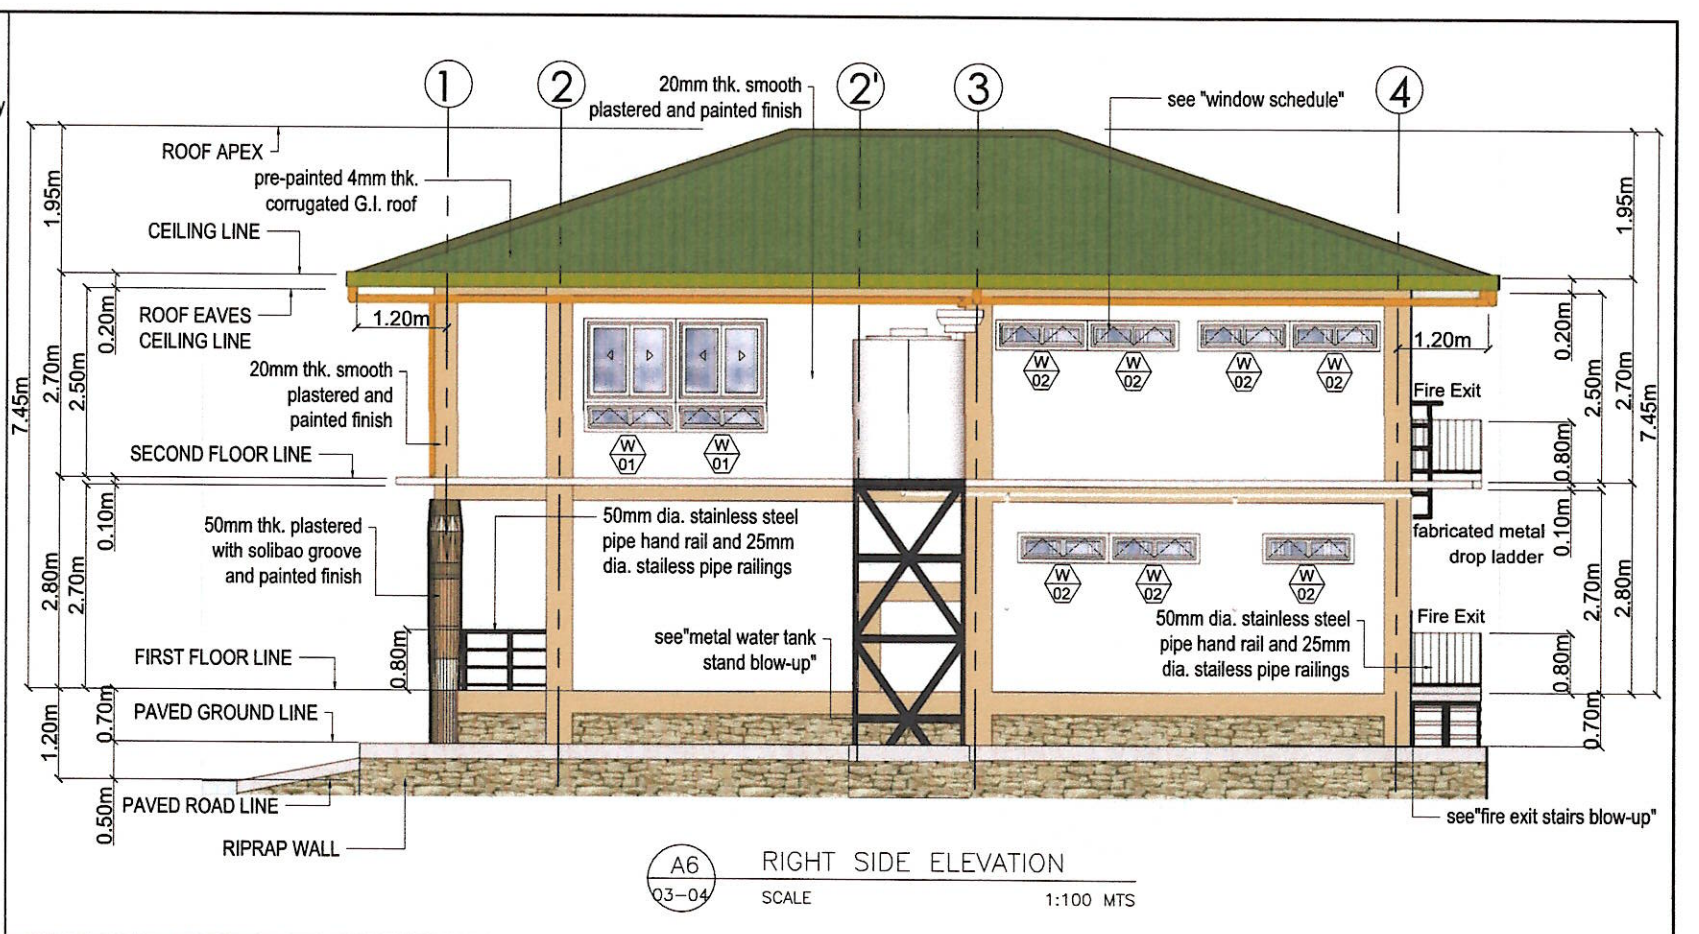 y
1
2
2'
3
4
20mm thk. smooth
plastered and painted finish
see "window schedule"
ROOF APEX
pre-painted 4mm thk.
corrugated G.I. roof
CEILING LINE
ROOF EAVES
CEILING LINE
20mm thk. smooth
plastered and
painted finish
SECOND FLOOR LINE
50mm thk. plastered
with solibao groove
and painted finish
FIRST FLOOR LINE
PAVED GROUND LINE
PAVED ROAD LINE
RIPRAP WALL
7.45m
1.95m
2.70m
2.50m
0.20m
1.20m
0.10m
2.80m
2.70m
0.80m
0.70m
1.20m
0.50m
W
01
W
01
50mm dia. stainless steel
pipe hand rail and 25mm
dia. stailess pipe railings
see"metal water tank
stand blow-up"
W
02
W
02
W
02
W
02
W
02
W
02
W
02
50mm dia. stainless steel
pipe hand rail and 25mm
dia. stailess pipe railings
1.20m
Fire Exit
fabricated metal
drop ladder
Fire Exit
1.95m
0.20m
2.50m
2.70m
7.45m
0.80m
0.10m
2.70m
2.80m
0.80m
0.70m
see"fire exit stairs blow-up"
A6
03-04
RIGHT SIDE ELEVATION
SCALE 1:100 MTS